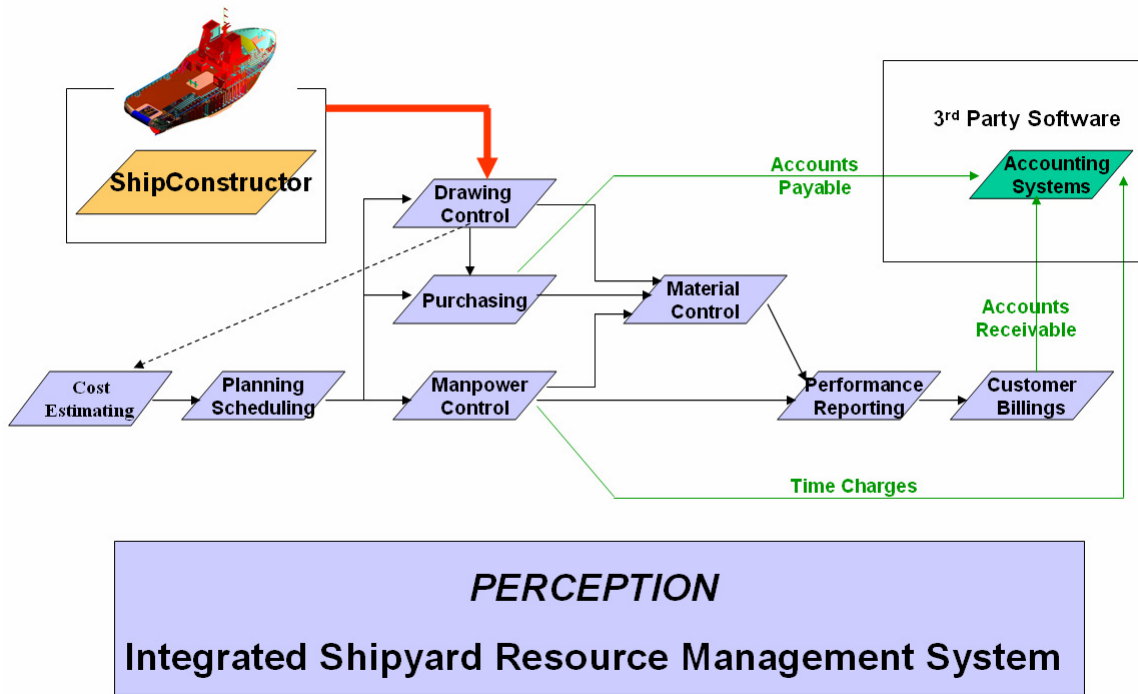 3rd Party Software
ShipConstructor
Accounts
Payable
Accounting
Systems
Drawing
Control
Purchasing
Material
Control
Accounts
Receivable
Cost
Estimating
Planning
Scheduling
Manpower
Control
Performance
Reporting
Customer
Billings
Time Charges
PERCEPTION
Integrated Shipyard Resource Management System